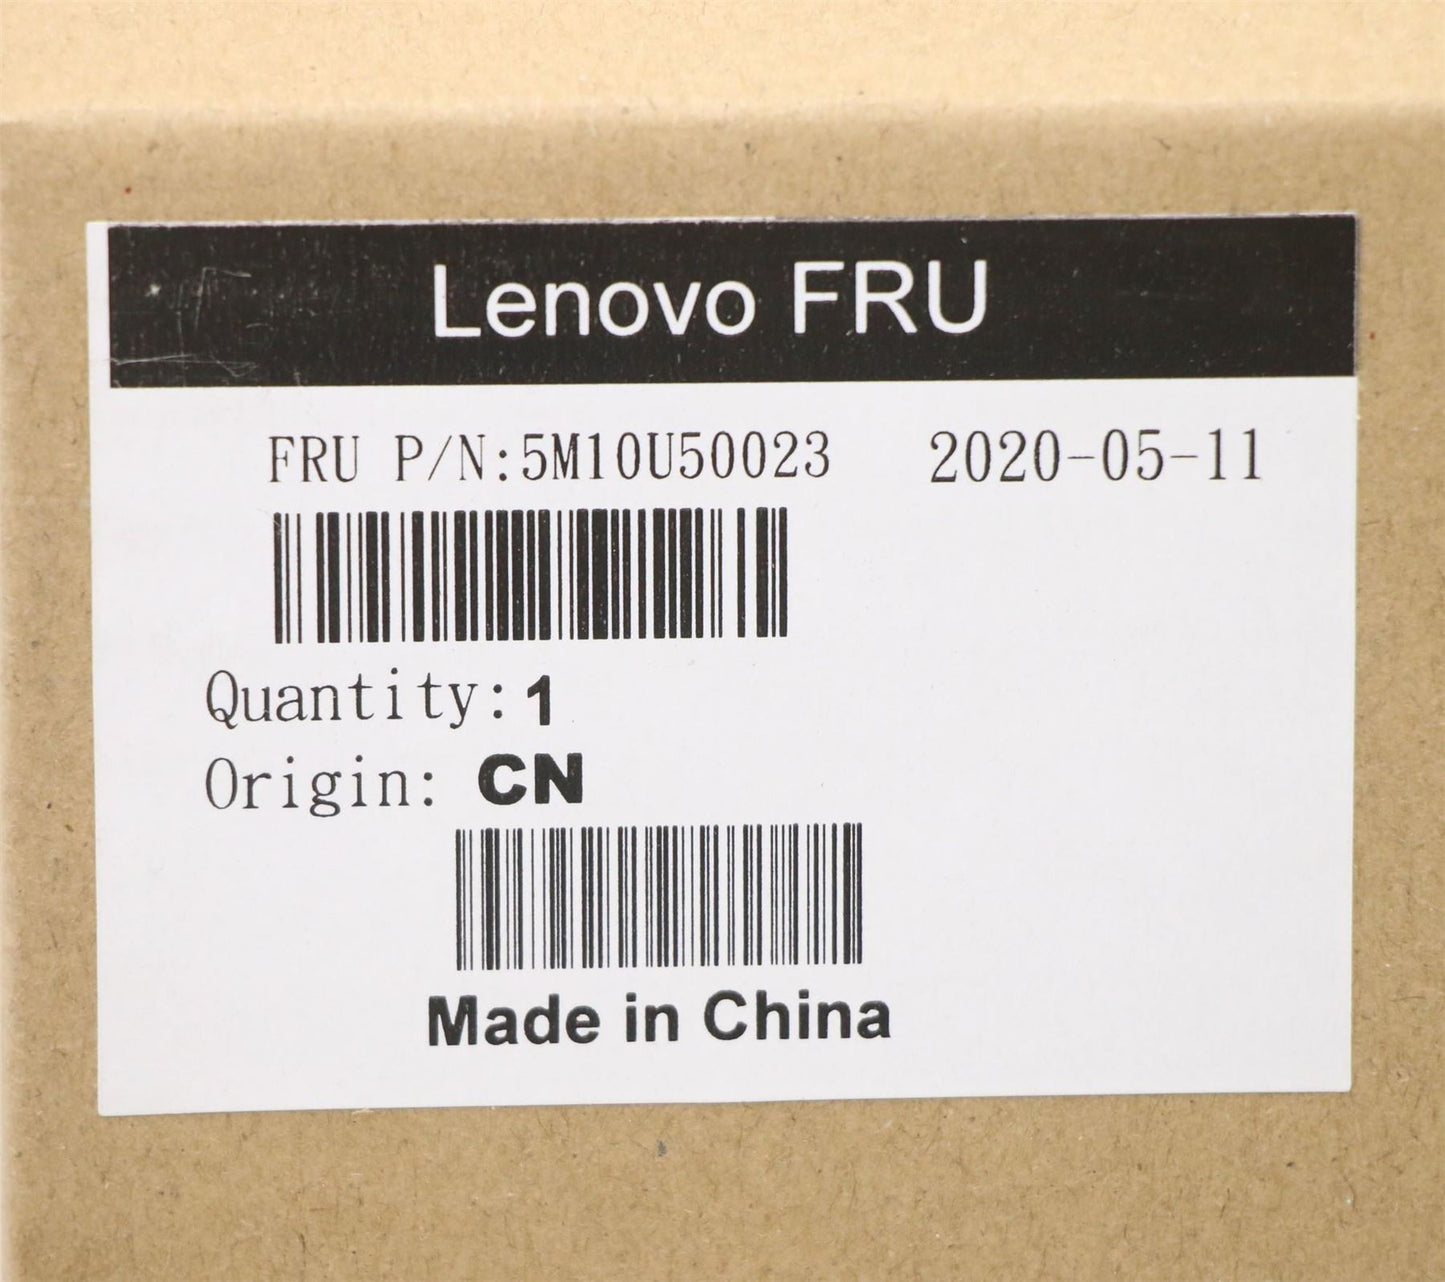 Lenovo FRU
FRU P/N:5M10U50023 2020-05-11
Quantity:1
Origin: CN
Made in China